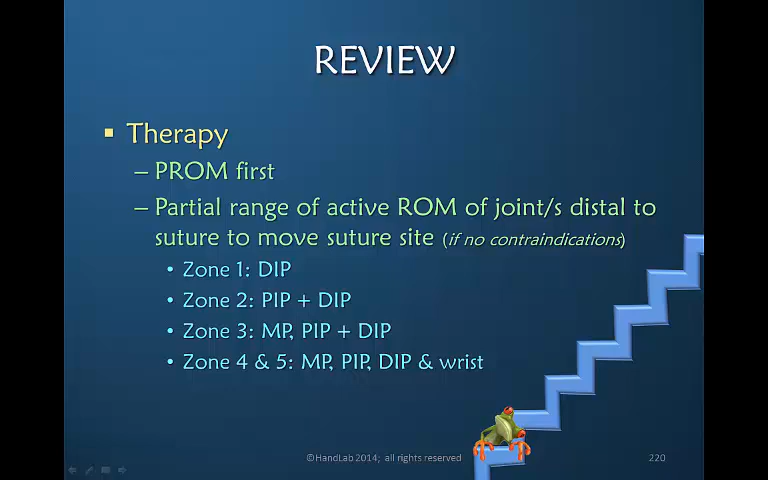 REVIEW
▪ Therapy
– PROM first
– Partial range of active ROM of joint/s distal to
suture to move suture site (if no contraindications)
• Zone 1: DIP
• Zone 2: PIP + DIP
• Zone 3: MP, PIP + DIP
• Zone 4 & 5: MP, PIP, DIP & wrist
©HandLab 2014; all rights reserved
220